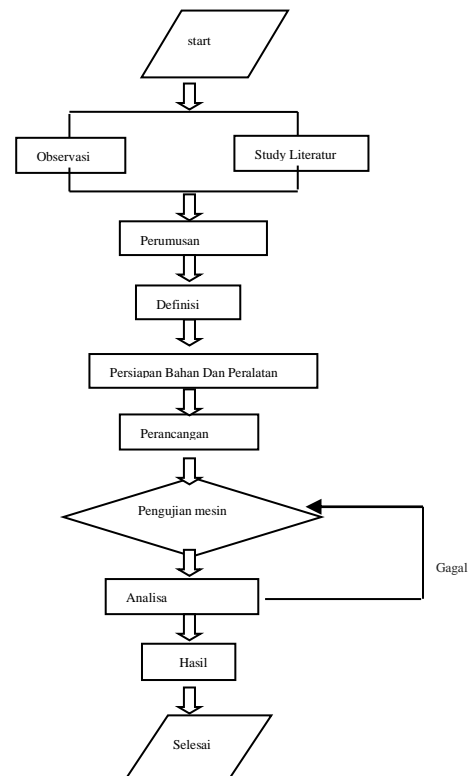 start
Observasi
Study Literatur
Perumusan
Definisi
Persiapan Bahan Dan Peralatan
Perancangan
Pengujian mesin
Gagal
Analisa
Hasil
Selesai